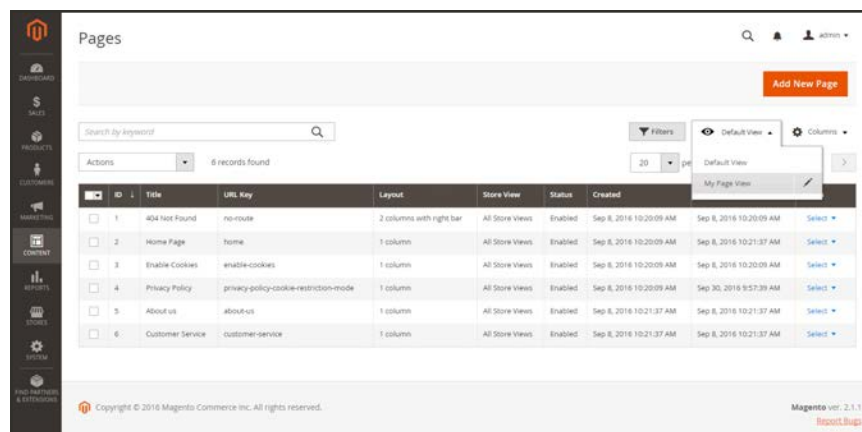 Pages
admin
Add New Page
DASHBOARD
SALES
PRODUCTS
CUSTOMERS
MARKETING
CONTENT
REPORTS
STORES
SYSTEM
FIND PARTNERS
& EXTENSIONS
Search by keyword
Filters
Default View
Columns
Actions
6 records found
20
pe
Default View
My Page View
ID ↓ Title URL Key Layout Store View Status Created
1 404 Not Found no-route 2 columns with right bar All Store Views Enabled Sep 8, 2016 10:20:09 AM Sep 8, 2016 10:20:09 AM Select
2 Home Page home 1 column All Store Views Enabled Sep 8, 2016 10:20:09 AM Sep 8, 2016 10:21:37 AM Select
3 Enable Cookies enable-cookies 1 column All Store Views Enabled Sep 8, 2016 10:20:09 AM Sep 8, 2016 10:20:09 AM Select
4 Privacy Policy privacy-policy-cookie-restriction-mode 1 column All Store Views Enabled Sep 8, 2016 10:20:09 AM Sep 30, 2016 9:57:39 AM Select
5 About us about-us 1 column All Store Views Enabled Sep 8, 2016 10:21:37 AM Sep 8, 2016 10:21:37 AM Select
6 Customer Service customer-service 1 column All Store Views Enabled Sep 8, 2016 10:21:37 AM Sep 8, 2016 10:21:37 AM Select
Copyright © 2016 Magento Commerce Inc. All rights reserved.
Magento ver. 2.1.1
Report Bugs